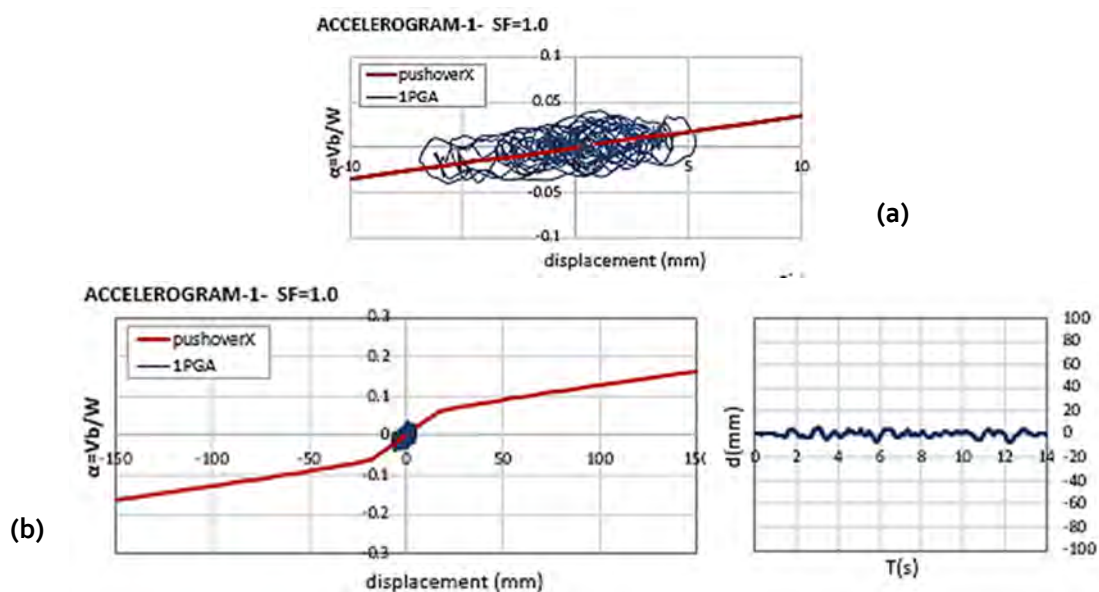 ACCELEROGRAM-1- SF=1.0
0.1
0.05
-0.05
-0.1
pushoverX
1PGA
α=Vb/W
-10
5
10
displacement (mm)
(a)
ACCELEROGRAM-1- SF=1.0
0.3
0.2
0.1
0
-0.1
-0.2
-0.3
pushoverX
1PGA
α=Vb/W
-150
-100
-50
0
50
100
displacement (mm)
(b)
100
80
60
40
20
0
-20
-40
-60
-80
-100
d(mm)
0
2
4
6
8
10
12
14
T(s)